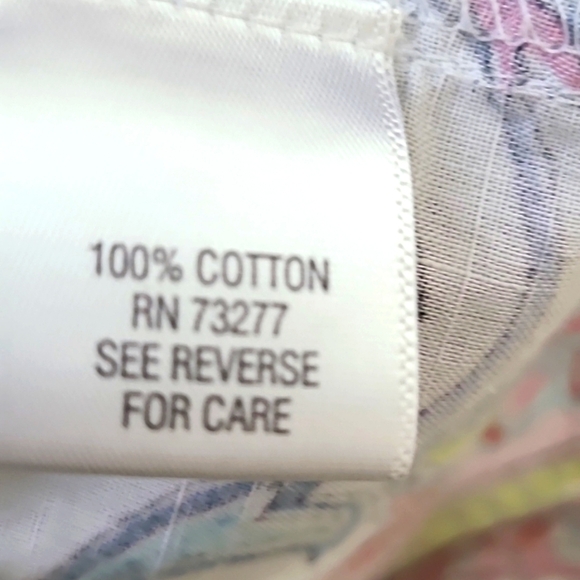 100% COTTON
RN 73277
SEE REVERSE
FOR CARE